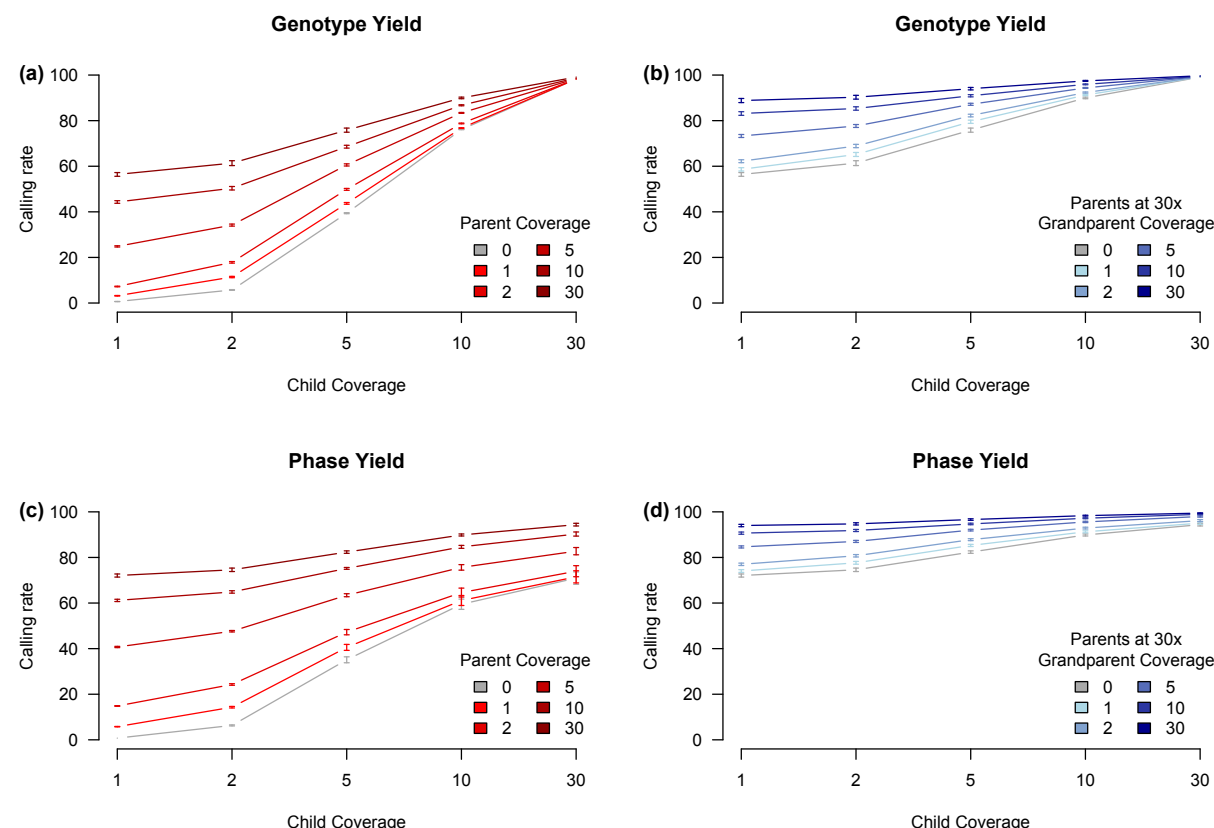 Genotype Yield
(a)
Calling rate
100
80
60
40
20
0
1 2 5 10 30
Child Coverage
Parent Coverage
0 5
1 10
2 30
Genotype Yield
(b)
Calling rate
100
80
60
40
20
0
1 2 5 10 30
Child Coverage
Parents at 30x
Grandparent Coverage
0 5
1 10
2 30
Phase Yield
(c)
Calling rate
100
80
60
40
20
0
1 2 5 10 30
Child Coverage
Parent Coverage
0 5
1 10
2 30
Phase Yield
(d)
Calling rate
100
80
60
40
20
0
1 2 5 10 30
Child Coverage
Parents at 30x
Grandparent Coverage
0 5
1 10
2 30